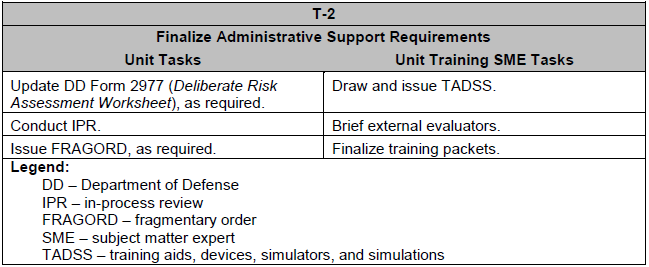 T-2
Finalize Administrative Support Requirements
Unit Tasks
Unit Training SME Tasks
Update DD Form 2977 (Deliberate Risk
Assessment Worksheet), as required.
Draw and issue TADSS.
Conduct IPR.
Brief external evaluators.
Issue FRAGORD, as required.
Finalize training packets.
Legend:
DD – Department of Defense
IPR – in-process review
FRAGORD – fragmentary order
SME – subject matter expert
TADSS – training aids, devices, simulators, and simulations